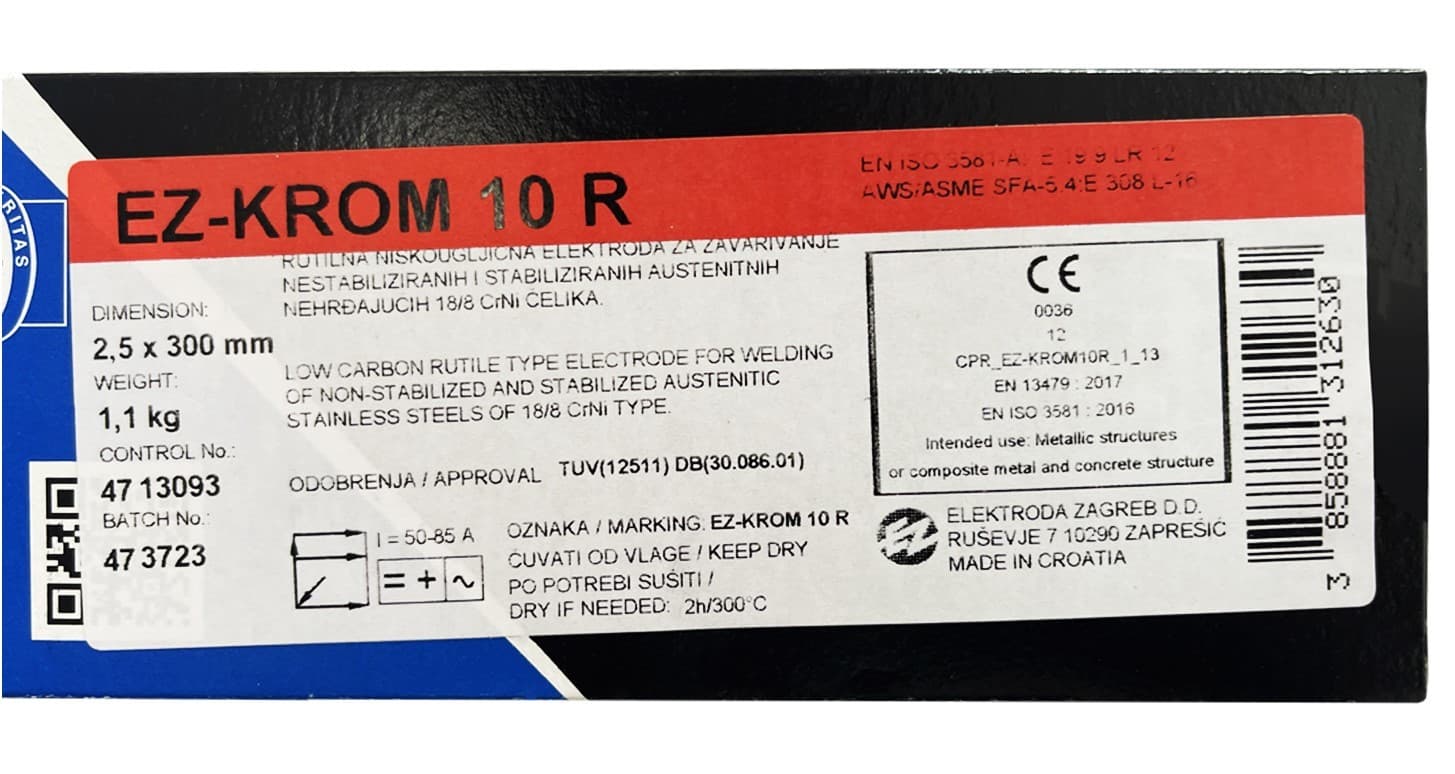 RITAS
EZ-KROM 10 R
EN ISO 3581-A: E 19 9 LR 12
AWS/ASME SFA-5.4:E 308 L-16
RUTILNA NISKOUGLJIČNA ELEKTRODA ZA ZAVARIVANJE
NESTABILIZIRANIH I STABILIZIRANIH AUSTENITNIH
NEHRĐAJUĆIH 18/8 CrNi ČELIKA.
DIMENSION:
2,5 x 300 mm
WEIGHT:
1,1 kg
CONTROL No.:
47 13093
BATCH No.:
47 3723
LOW CARBON RUTILE TYPE ELECTRODE FOR WELDING
OF NON-STABILIZED AND STABILIZED AUSTENITIC
STAINLESS STEELS OF 18/8 CrNi TYPE.
ODOBRENJA / APPROVAL TUV(12511) DB(30.086.01)
I = 50-85 A
= + ~
OZNAKA / MARKING: EZ-KROM 10 R
ČUVATI OD VLAGE / KEEP DRY
PO POTREBI SUŠITI /
DRY IF NEEDED: 2h/300°C
CE
0036
12
CPR_EZ-KROM10R_1_13
EN 13479 : 2017
EN ISO 3581 : 2016
Intended use: Metallic structures
or composite metal and concrete structure
ELEKTRODA ZAGREB D.D.
RUŠEVJE 7 10290 ZAPREŠIĆ
MADE IN CROATIA
3 858881 312630